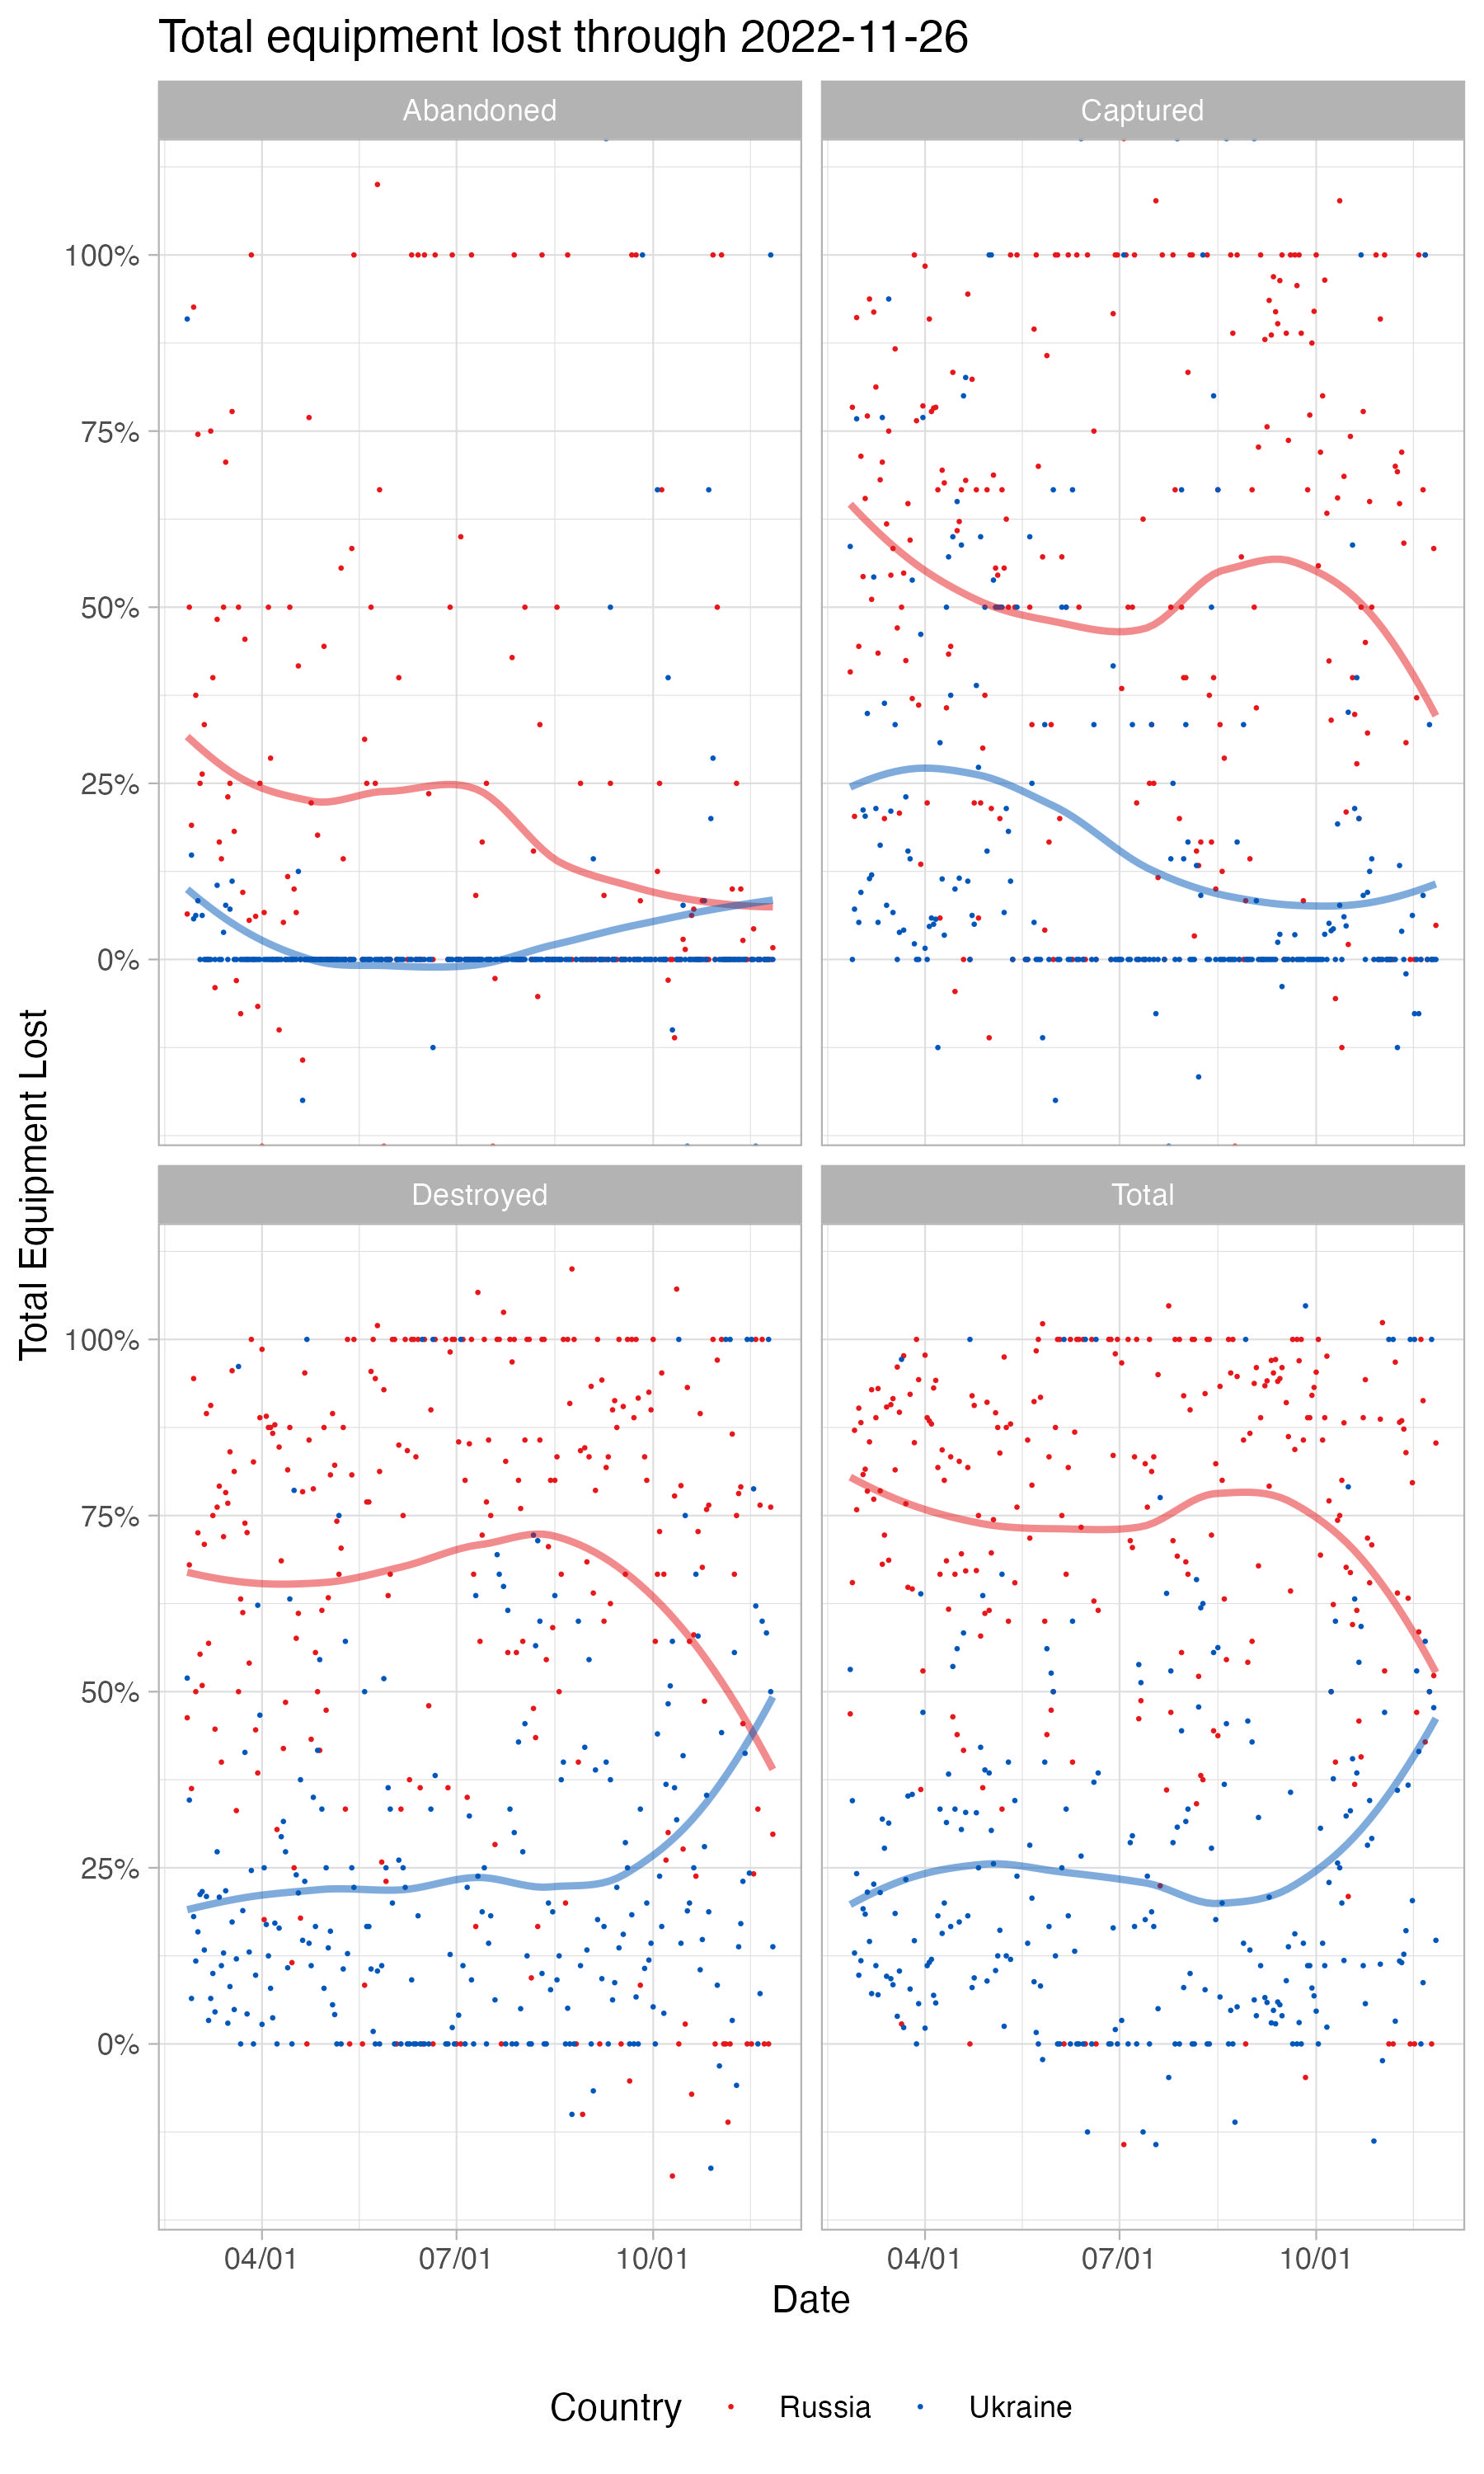 Total equipment lost through 2022-11-26
Abandoned
Captured
100%
75%
50%
25%
0%
Total Equipment Lost
Destroyed
Total
100%
75%
50%
25%
0%
04/01
07/01
10/01
04/01
07/01
10/01
Date
Country
Russia
Ukraine